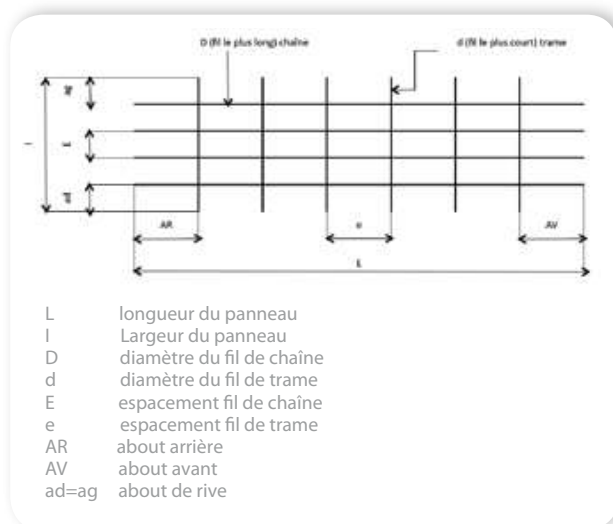 D (fil le plus long) chaîne
d (fil le plus court) trame
ag
l
E
ad
AR
e
AV
L
L longueur du panneau
l Largeur du panneau
D diamètre du fil de chaîne
d diamètre du fil de trame
E espacement fil de chaîne
e espacement fil de trame
AR about arrière
AV about avant
ad=ag about de rive